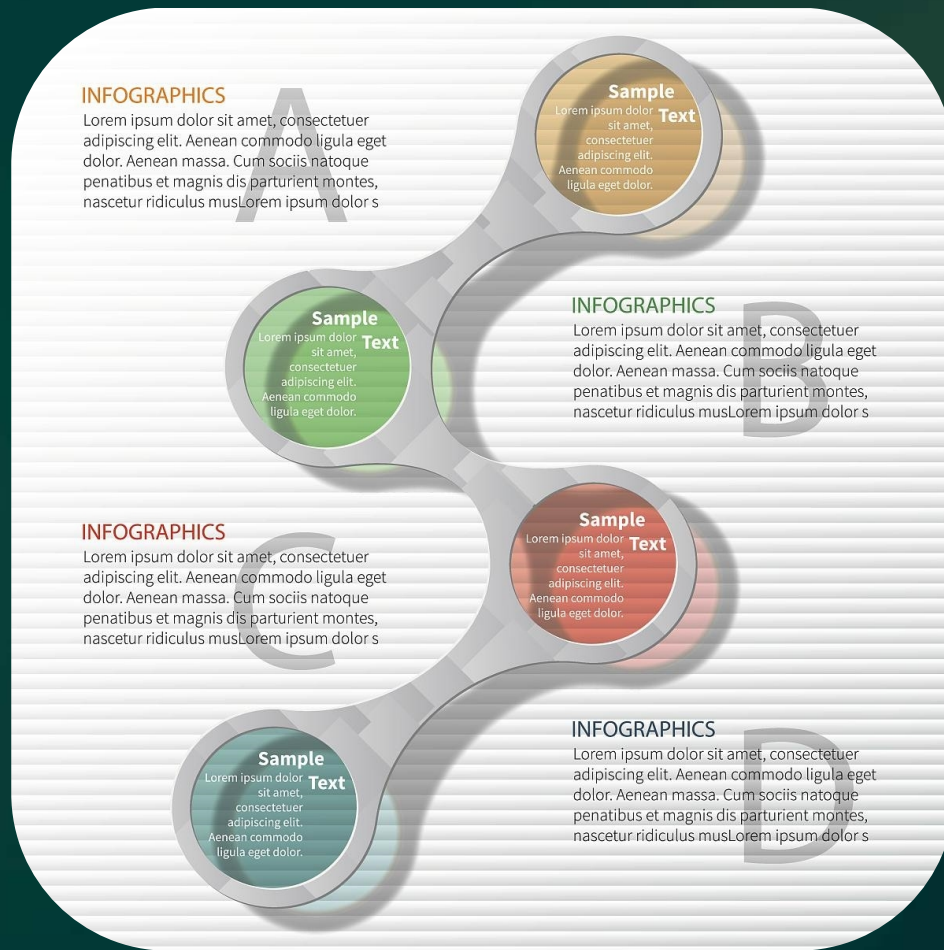 INFOGRAPHICS
A
Lorem ipsum dolor sit amet, consectetuer
adipiscing elit. Aenean commodo ligula eget
dolor. Aenean massa. Cum sociis natoque
penatibus et magnis dis parturient montes,
nascetur ridiculus musLorem ipsum dolor s
Sample
Text
Lorem ipsum dolor
sit amet,
consectetuer
adipiscing elit.
Aenean commodo
ligula eget dolor.
Sample
Text
Lorem ipsum dolor
sit amet,
consectetuer
adipiscing elit.
Aenean commodo
ligula eget dolor.
INFOGRAPHICS
B
Lorem ipsum dolor sit amet, consectetuer
adipiscing elit. Aenean commodo ligula eget
dolor. Aenean massa. Cum sociis natoque
penatibus et magnis dis parturient montes,
nascetur ridiculus musLorem ipsum dolor s
INFOGRAPHICS
C
Lorem ipsum dolor sit amet, consectetuer
adipiscing elit. Aenean commodo ligula eget
dolor. Aenean massa. Cum sociis natoque
penatibus et magnis dis parturient montes,
nascetur ridiculus musLorem ipsum dolor s
Sample
Text
Lorem ipsum dolor
sit amet,
consectetuer
adipiscing elit.
Aenean commodo
ligula eget dolor.
Sample
Text
Lorem ipsum dolor
sit amet,
consectetuer
adipiscing elit.
Aenean commodo
ligula eget dolor.
INFOGRAPHICS
D
Lorem ipsum dolor sit amet, consectetuer
adipiscing elit. Aenean commodo ligula eget
dolor. Aenean massa. Cum sociis natoque
penatibus et magnis dis parturient montes,
nascetur ridiculus musLorem ipsum dolor s